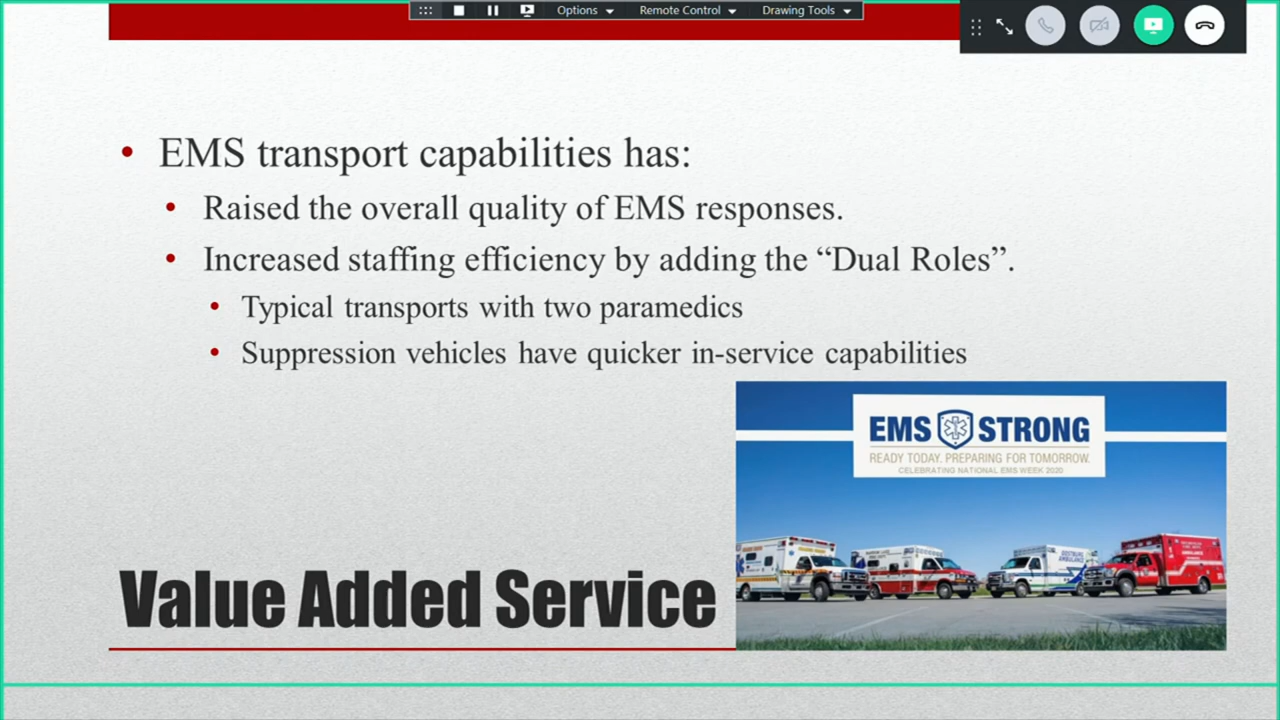 Options
Remote Control
Drawing Tools
EMS transport capabilities has:
Raised the overall quality of EMS responses.
Increased staffing efficiency by adding the “Dual Roles”.
Typical transports with two paramedics
Suppression vehicles have quicker in-service capabilities
EMS STRONG
READY TODAY. PREPARING FOR TOMORROW.
CELEBRATING NATIONAL EMS WEEK 2020
Value Added Service